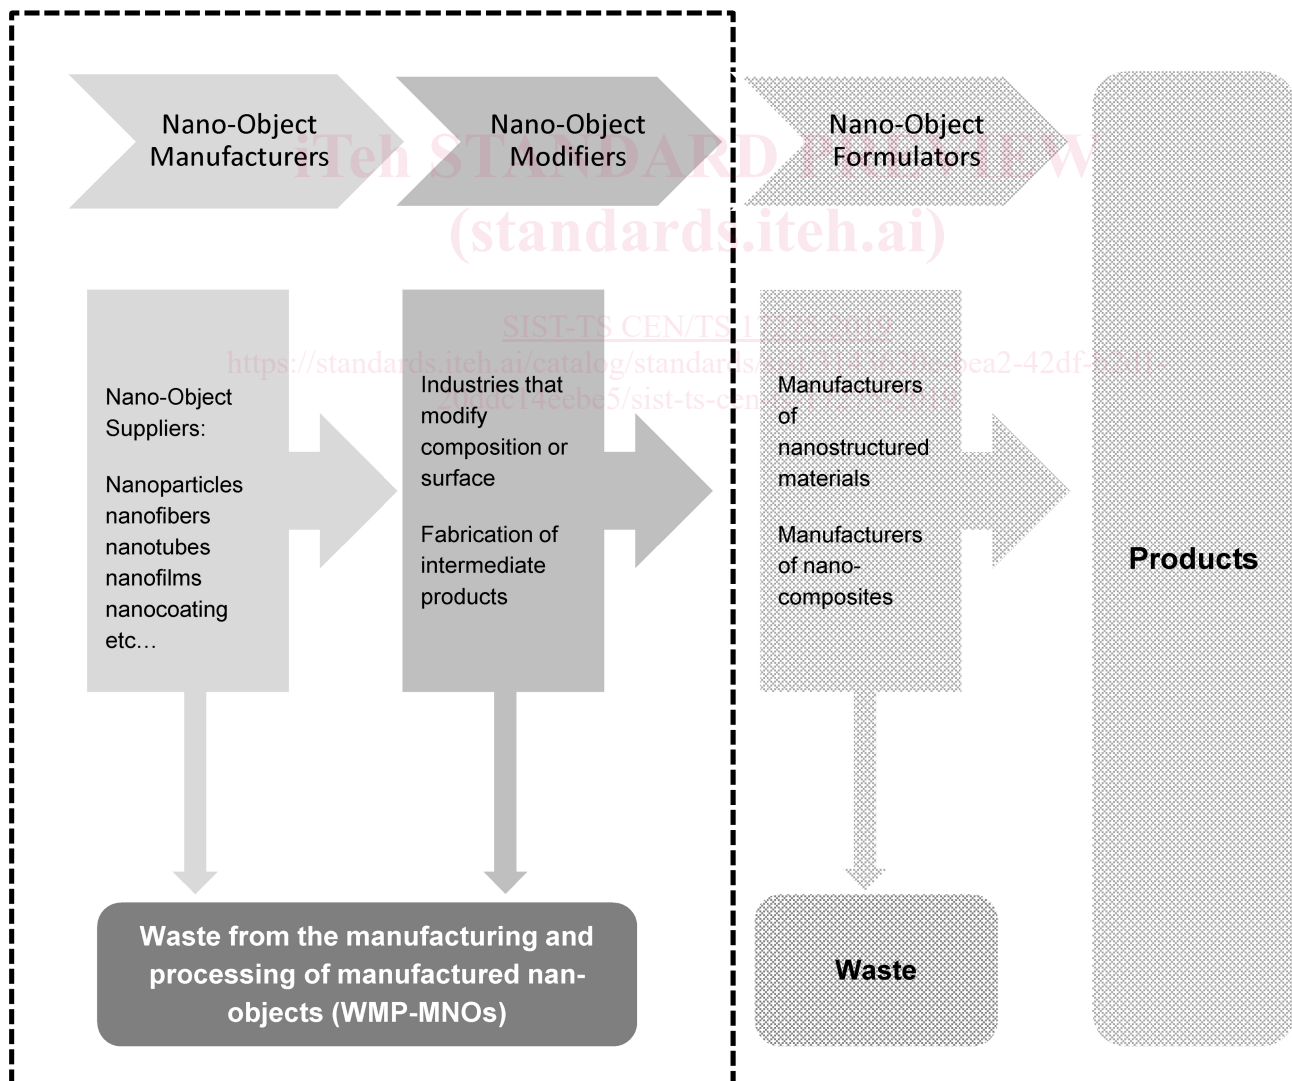 Nano-Object
Manufacturers
Nano-Object
Modifiers
Nano-Object
Formulators
iTeh STANDARD PREVIEW
(standards.iteh.ai)
SIST-TS CEN/TS 17275:2019
Nano-Object
Suppliers:
Nanoparticles
nanofibers
nanotubes
nanofilms
nanocoating
etc…
Industries that
modify
composition or
surface
Fabrication of
intermediate
products
Manufacturers
of
nanostructured
materials
Manufacturers
of nano-
composites
Products
Waste from the manufacturing and
processing of manufactured nan-
objects (WMP-MNOs)
Waste